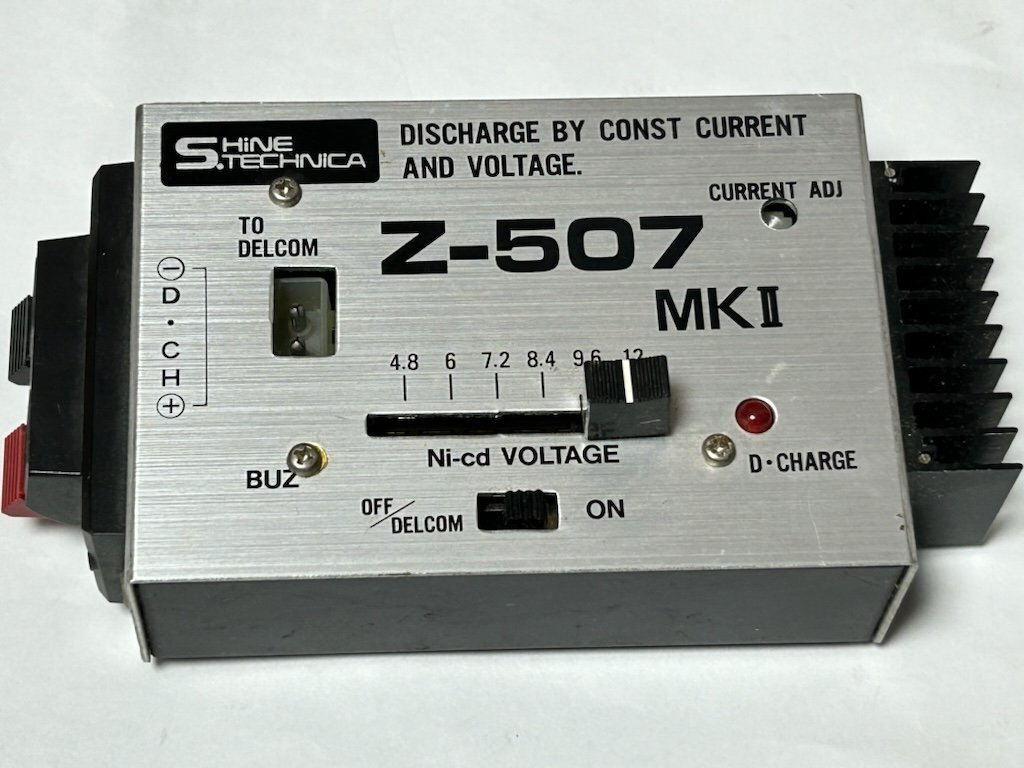 SHINE
.TECHNICA
DISCHARGE BY CONST CURRENT
AND VOLTAGE.
CURRENT ADJ
TO
DELCOM
Z-507
MKⅡ
⊖
D
・
C
H
⊕
4.8 6 7.2 8.4 9.6 12
Ni-cd VOLTAGE
D・CHARGE
BUZ
OFF/DELCOM
ON